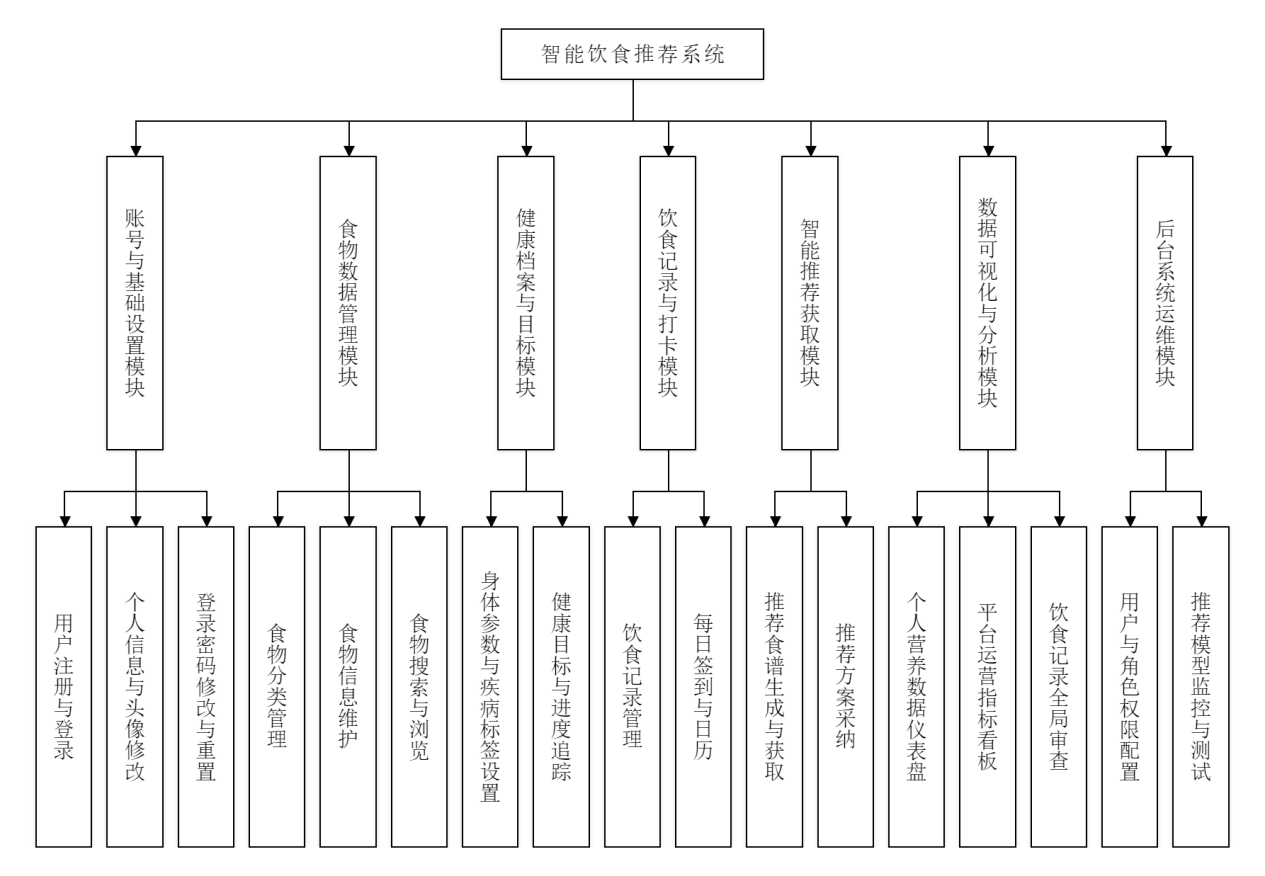 智能饮食推荐系统
账号与基础设置模块
食物数据管理模块
健康档案与目标模块
饮食记录与打卡模块
智能推荐获取模块
数据可视化与分析模块
后台系统运维模块
用户注册与登录
个人信息与头像修改
登录密码修改与重置
食物分类管理
食物信息维护
食物搜索与浏览
身体参数与疾病标签设置
健康目标与进度追踪
饮食记录管理
每日签到与日历
推荐食谱生成与获取
推荐方案采纳
个人营养数据仪表盘
平台运营指标看板
饮食记录全局审查
用户与角色权限配置
推荐模型监控与测试